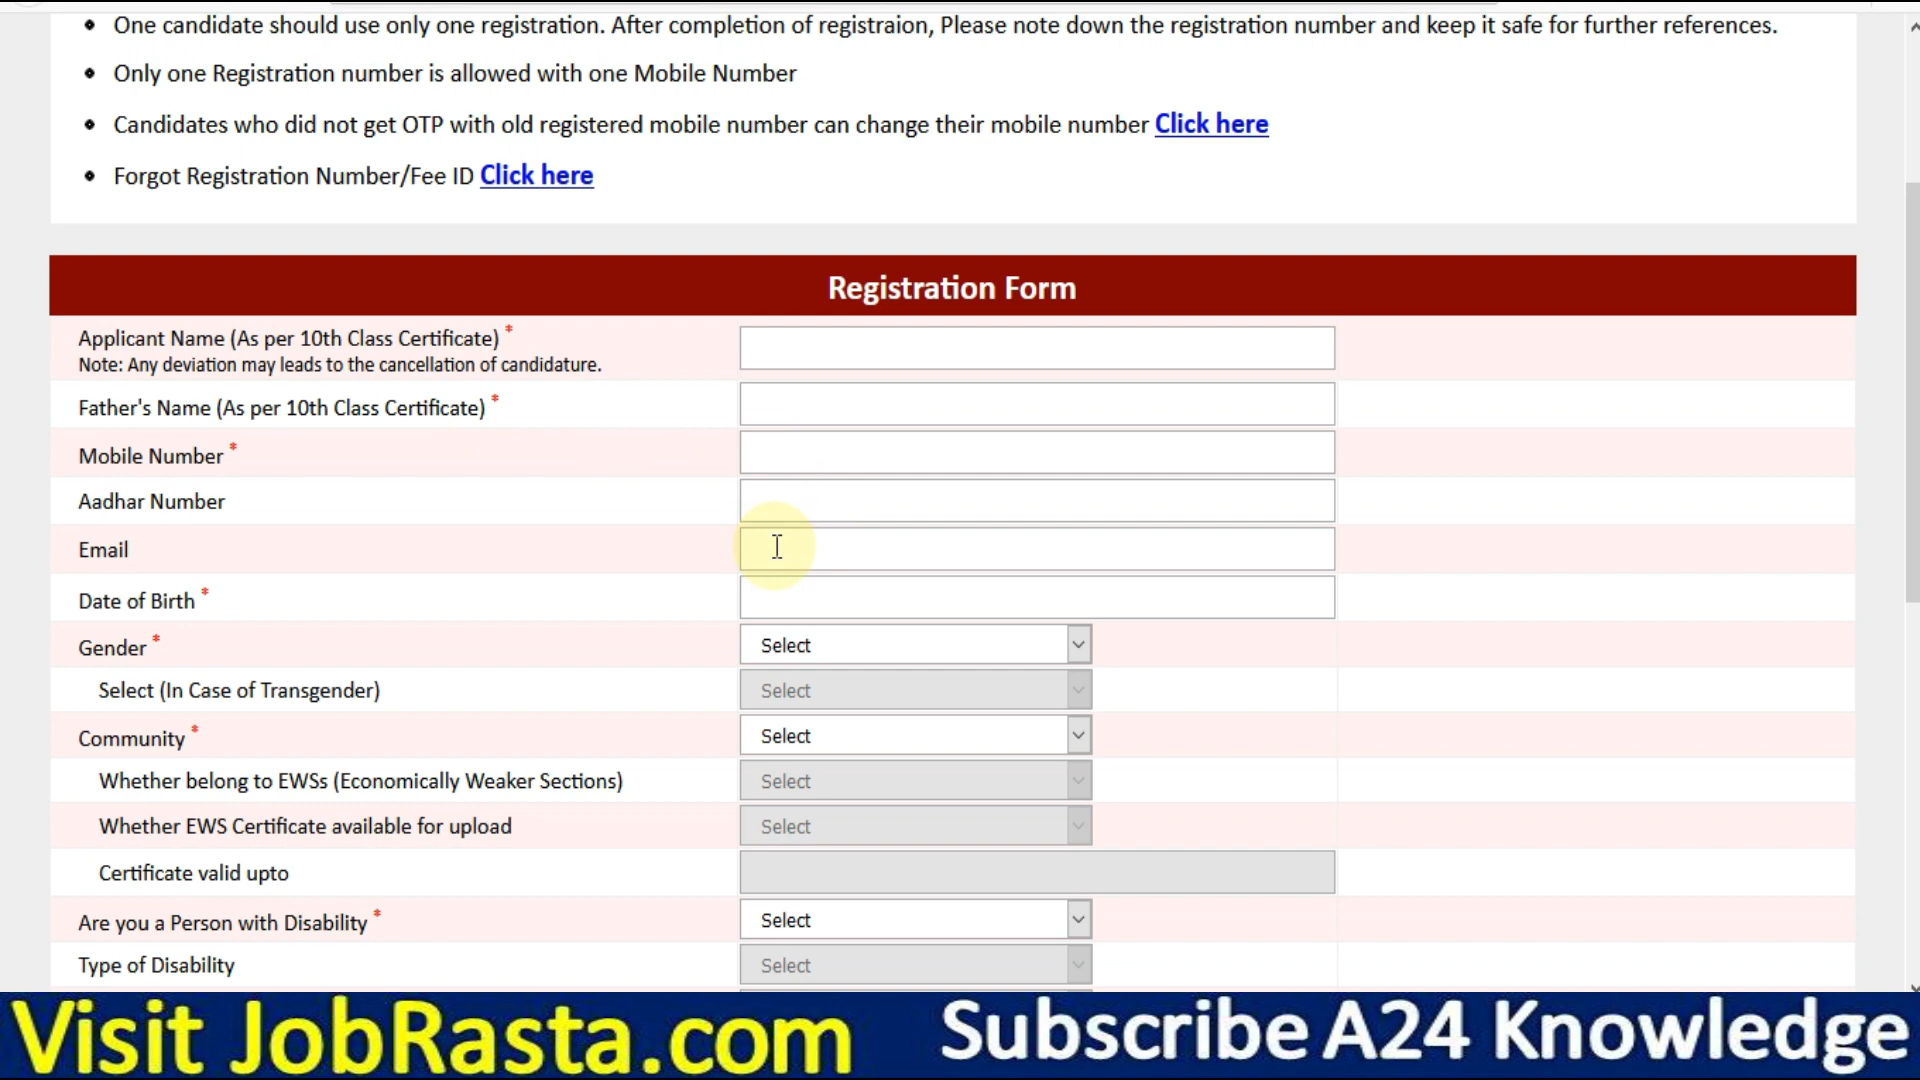 One candidate should use only one registration. After completion of registraion, Please note down the registration number and keep it safe for further references.
Only one Registration number is allowed with one Mobile Number
Candidates who did not get OTP with old registered mobile number can change their mobile number Click here
Forgot Registration Number/Fee ID Click here
Registration Form
Applicant Name (As per 10th Class Certificate) *
Note: Any deviation may leads to the cancellation of candidature.
Father's Name (As per 10th Class Certificate) *
Mobile Number *
Aadhar Number
Email
Date of Birth *
Gender * Select
Select (In Case of Transgender) Select
Community * Select
Whether belong to EWSs (Economically Weaker Sections) Select
Whether EWS Certificate available for upload Select
Certificate valid upto
Are you a Person with Disability * Select
Type of Disability Select
Visit JobRasta.com Subscribe A24 Knowledge